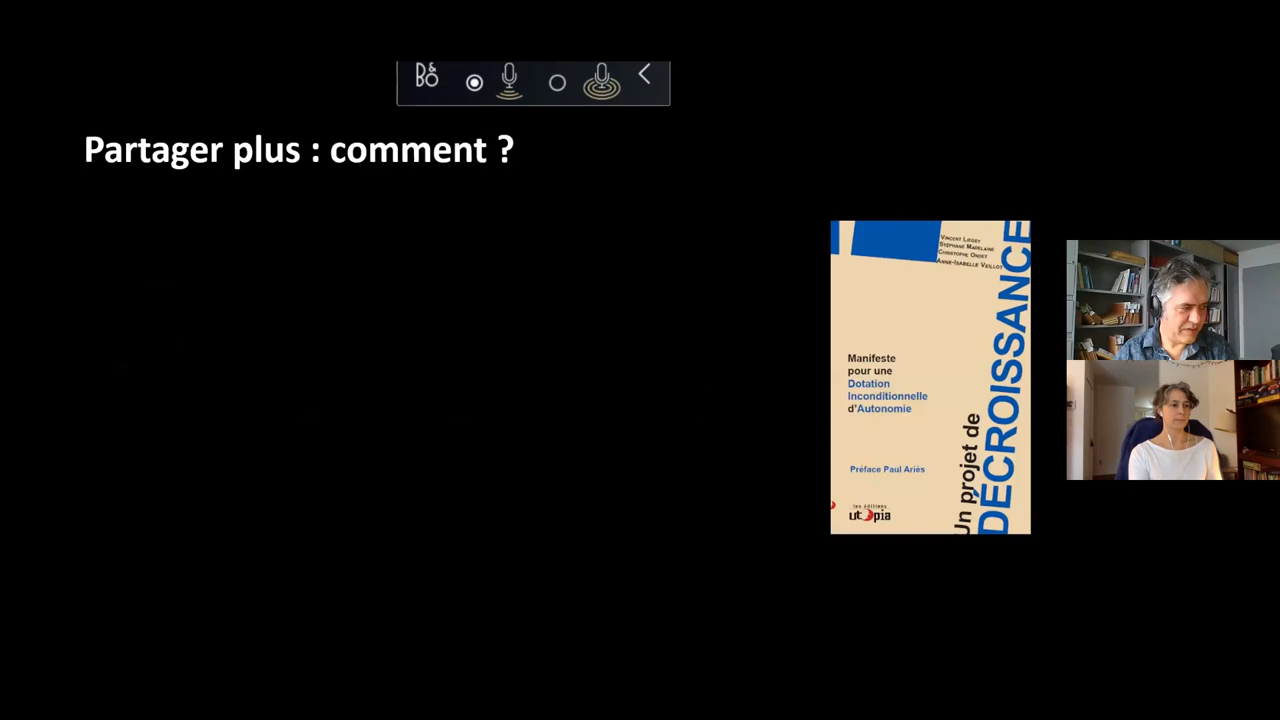 B&O
Partager plus : comment ?
Vincent Liegey
Stéphane Madelaine
Christophe Ondet
Anne-Isabelle Veillot
Un projet de
DÉCROISSANCE
Manifeste
pour une
Dotation
Inconditionnelle
d'Autonomie
Préface Paul Ariès
les éditions
utopia